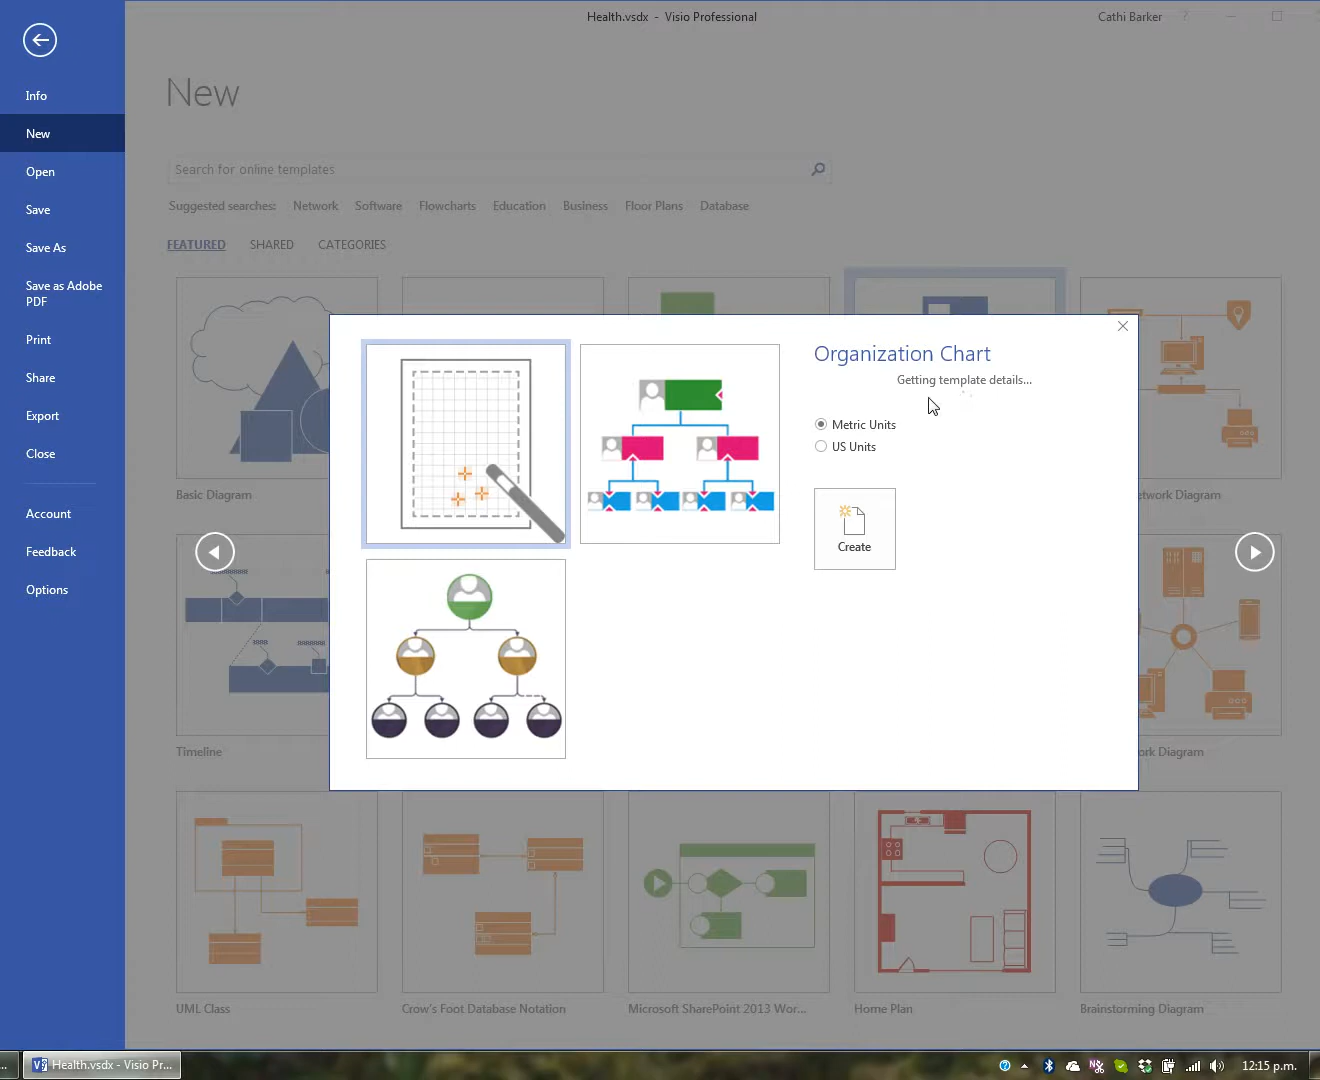 Health.vsdx - Visio Professional
Cathi Barker
?
Info
New
Open
Save
Save As
Save as Adobe
PDF
Print
Share
Export
Close
Account
Feedback
Options
New
Search for online templates
Suggested searches:
Network
Software
Flowcharts
Education
Business
Floor Plans
Database
FEATURED
SHARED
CATEGORIES
Organization Chart
Getting template details...
Metric Units
US Units
Create
Basic Diagram
twork Diagram
Timeline
ork Diagram
UML Class
Crow's Foot Database Notation
Microsoft SharePoint 2013 Wor...
Home Plan
Brainstorming Diagram
...
Health.vsdx - Visio Pr...
12:15 p.m.